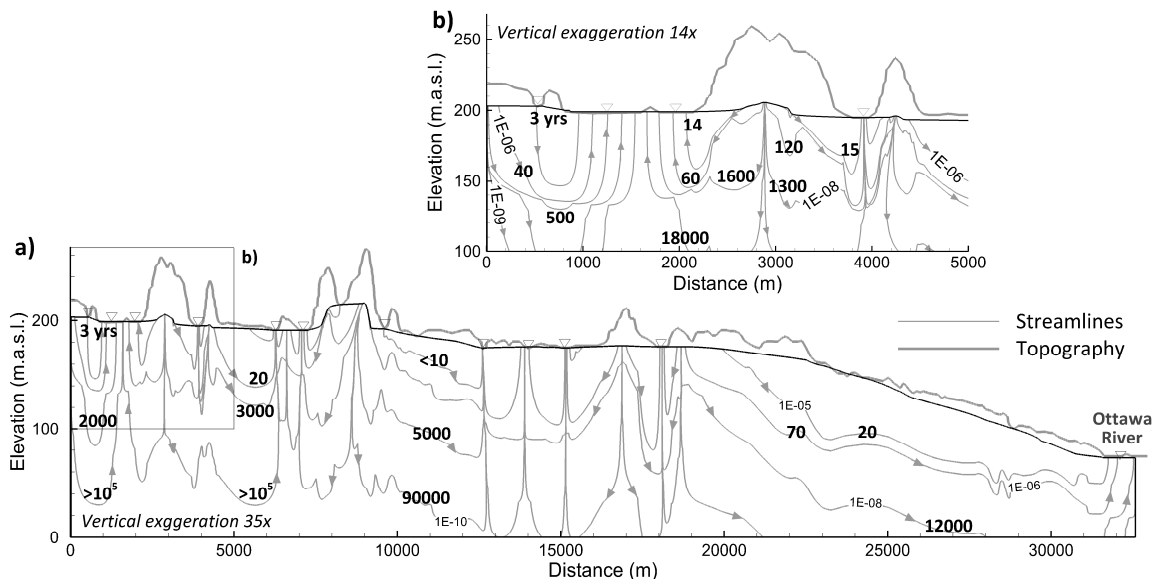 b)
Vertical exaggeration 14x
Elevation (m.a.s.l.)
250
200
150
100
3 yrs
14
120
15
1E-06
1E-06
40
60
1600
1300
1E-08
1E-09
500
18000
0
1000
2000
3000
4000
5000
Distance (m)
a)
b)
Elevation (m.a.s.l.)
200
100
0
3 yrs
<10
20
3000
2000
5000
>10⁵
>10⁵
90000
1E-10
1E-05
70
20
1E-06
1E-08
12000
Streamlines
Topography
Ottawa
River
Vertical exaggeration 35x
0
5000
10000
15000
20000
25000
30000
Distance (m)